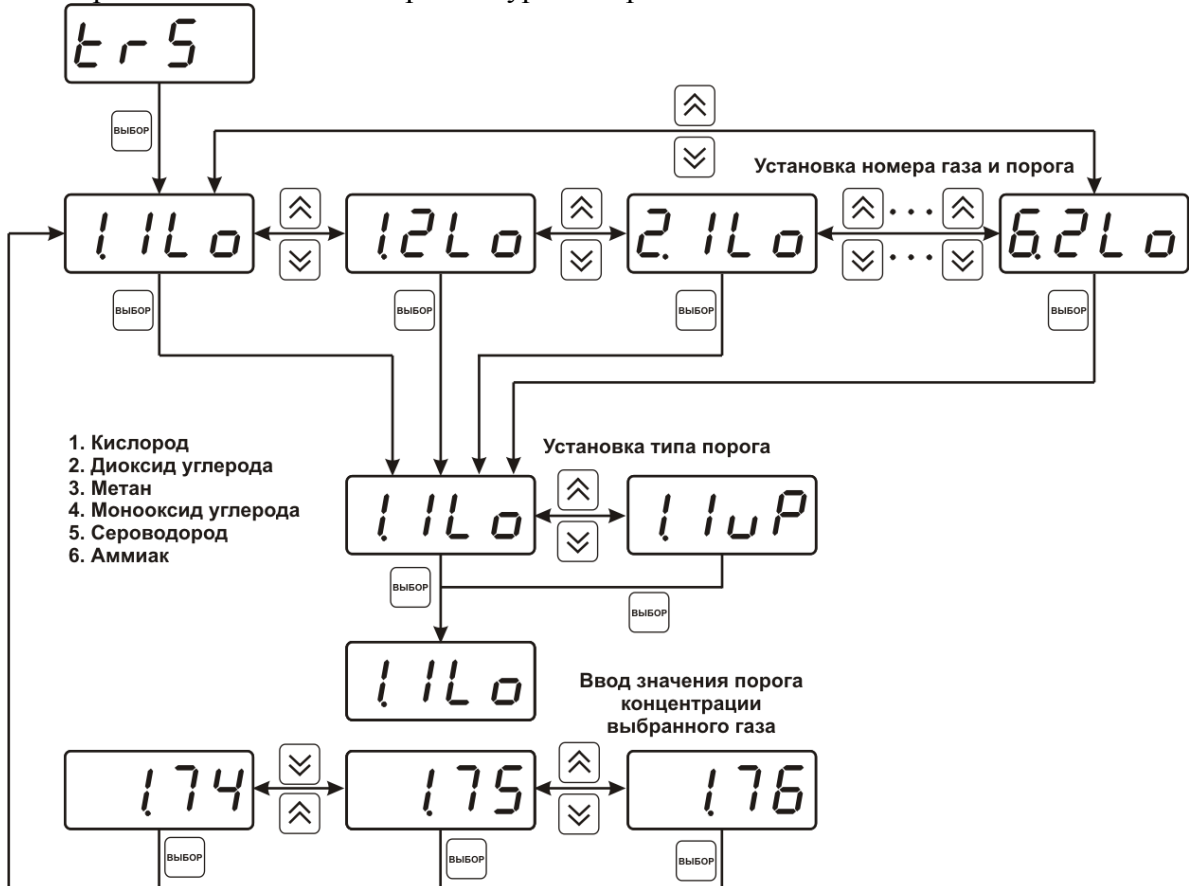 trS
ВЫБОР
Установка номера газа и порога
1.1Lo
1.2Lo
2.1Lo
6.2Lo
ВЫБОР
ВЫБОР
ВЫБОР
ВЫБОР
1. Кислород
2. Диоксид углерода
3. Метан
4. Монооксид углерода
5. Сероводород
6. Аммиак
Установка типа порога
1.1Lo
1.1uP
ВЫБОР
ВЫБОР
1.1Lo
Ввод значения порога
концентрации
выбранного газа
1.74
1.75
1.76
ВЫБОР
ВЫБОР
ВЫБОР